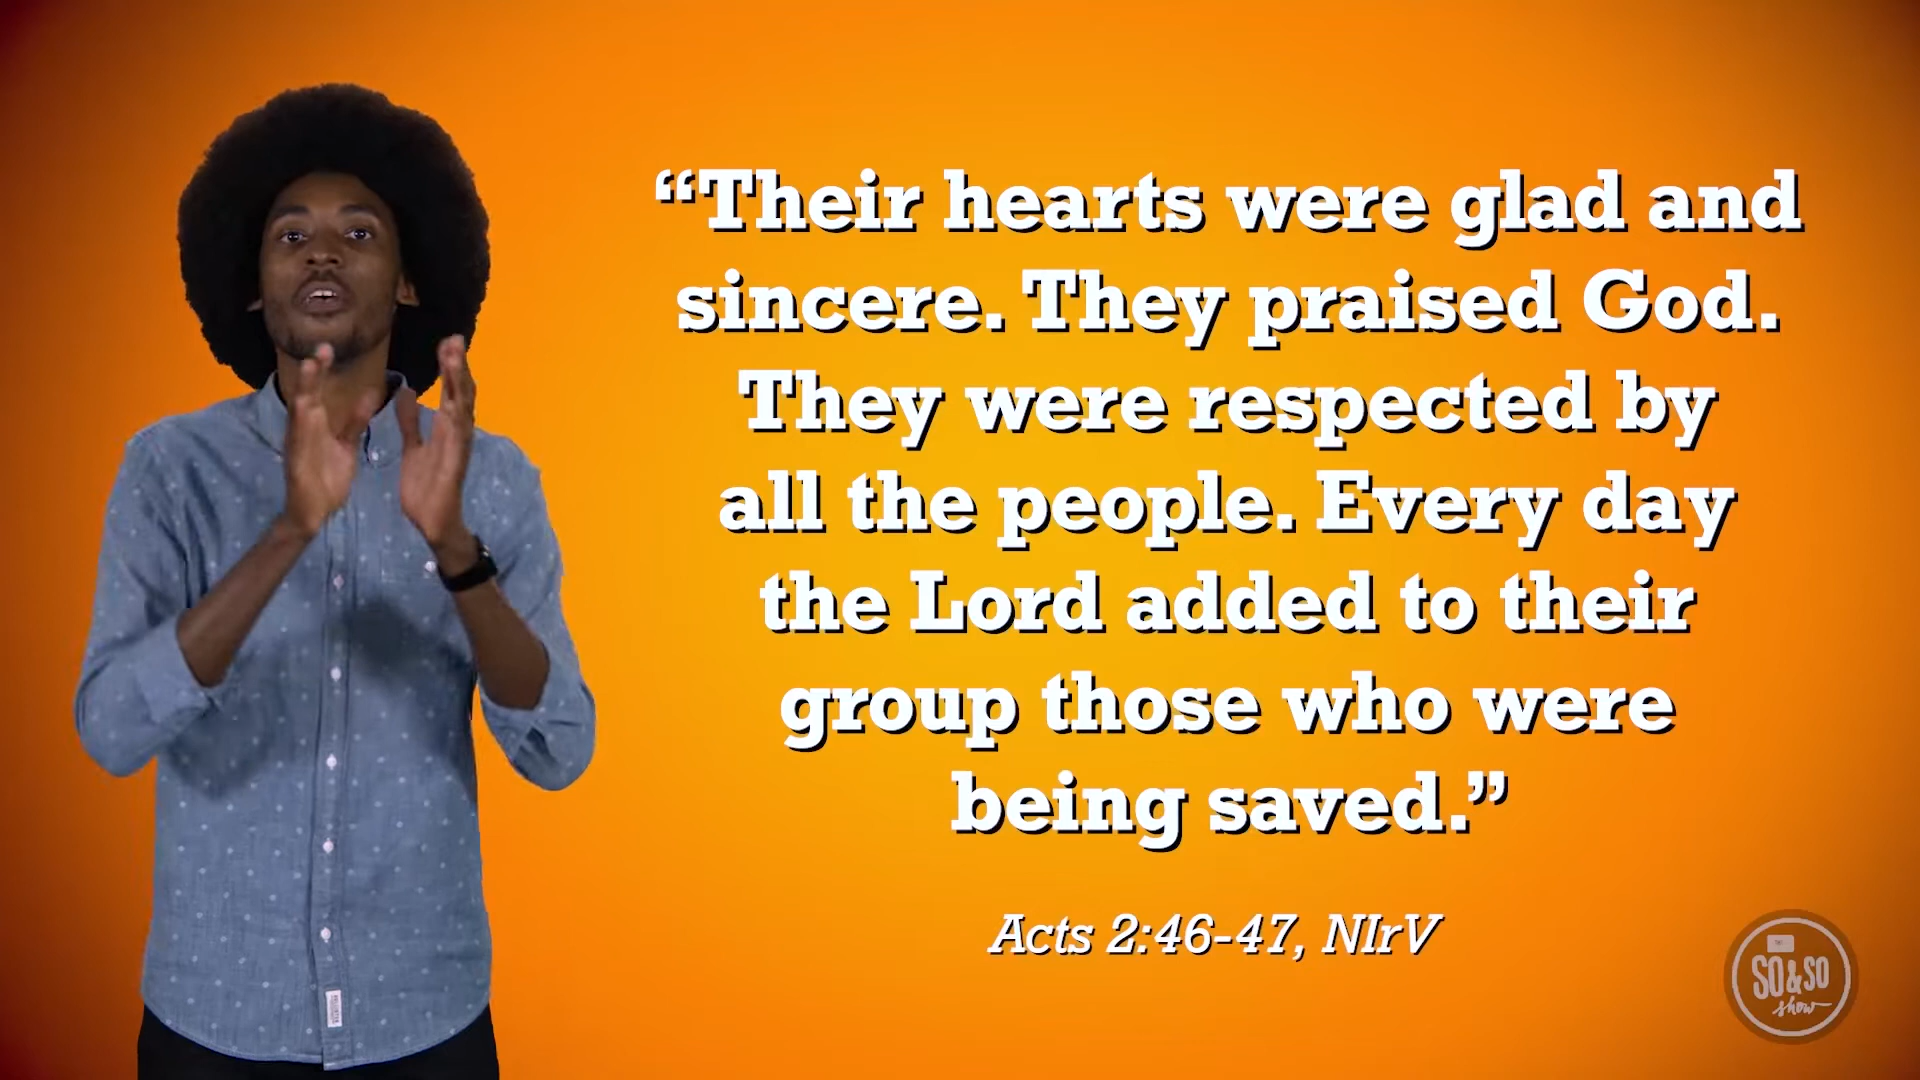 “Their hearts were glad and
sincere. They praised God.
They were respected by
all the people. Every day
the Lord added to their
group those who were
being saved.”
Acts 2:46-47, NIrV
SO&SO
show